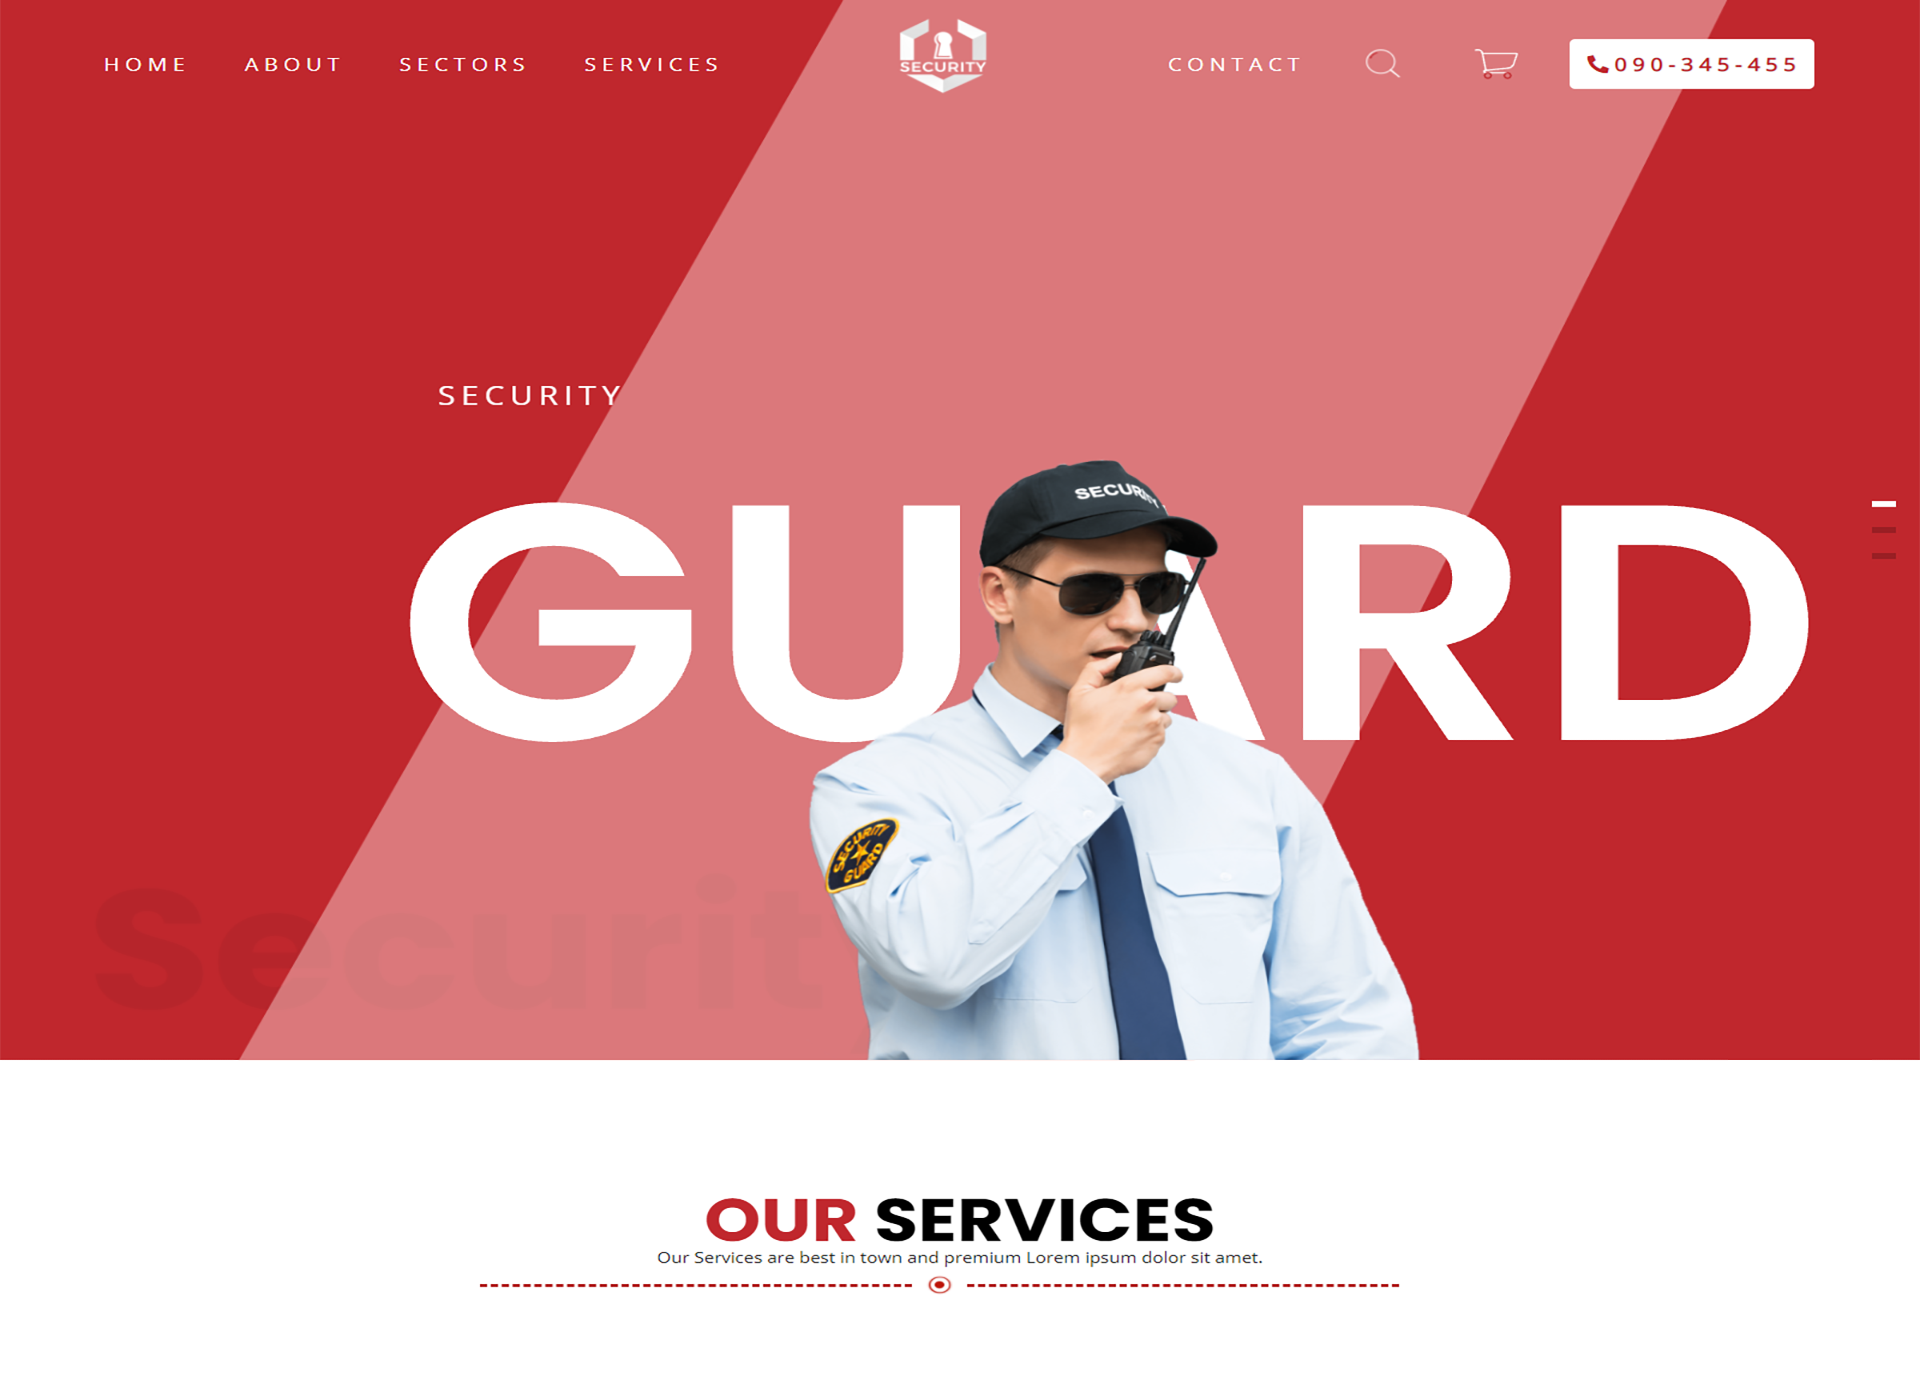 HOME ABOUT SECTORS SERVICES
SECURITY
CONTACT
090-345-455
SECURITY
GUARD
SECURITY
SECURITY
GUARD
Securit
OUR SERVICES
Our Services are best in town and premium Lorem ipsum dolor sit amet.